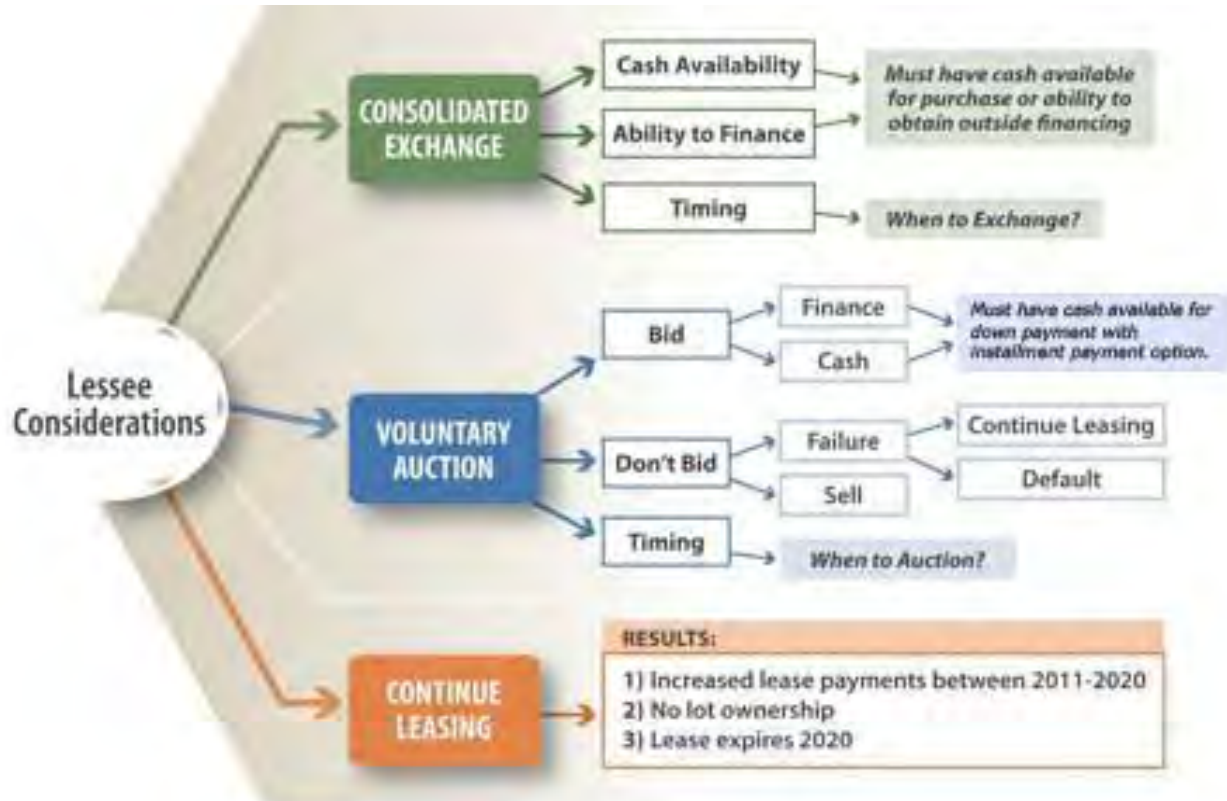 Lessee
Considerations
CONSOLIDATED
EXCHANGE
Cash Availability
Ability to Finance
Must have cash available
for purchase or ability to
obtain outside financing
Timing
When to Exchange?
VOLUNTARY
AUCTION
Bid
Finance
Cash
Must have cash available for
down payment with
installment payment option.
Don't Bid
Failure
Continue Leasing
Default
Sell
Timing
When to Auction?
CONTINUE
LEASING
RESULTS:
1) Increased lease payments between 2011-2020
2) No lot ownership
3) Lease expires 2020